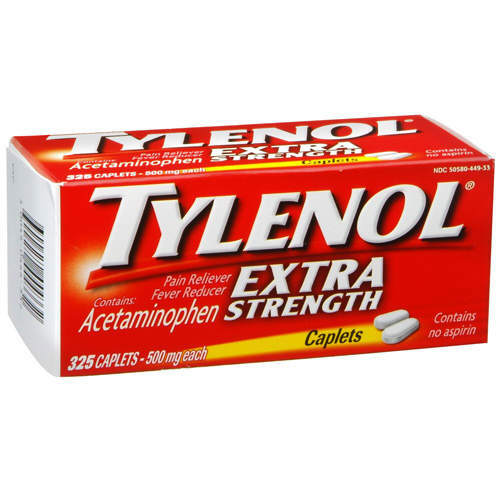 TYLENOL®
Pain Reliever
Fever Reducer
Contains:
Acetaminophen
EXTRA
STRENGTH
Caplets
325 CAPLETS - 500 mg each
Contains
no aspirin
NDC 50580-449-33
TYLENOL®
Pain Reliever
Fever Reducer
Contains:
Acetaminophen
EXTRA
STRENGTH
Caplets
325 CAPLETS - 500 mg each
Contains
no aspirin